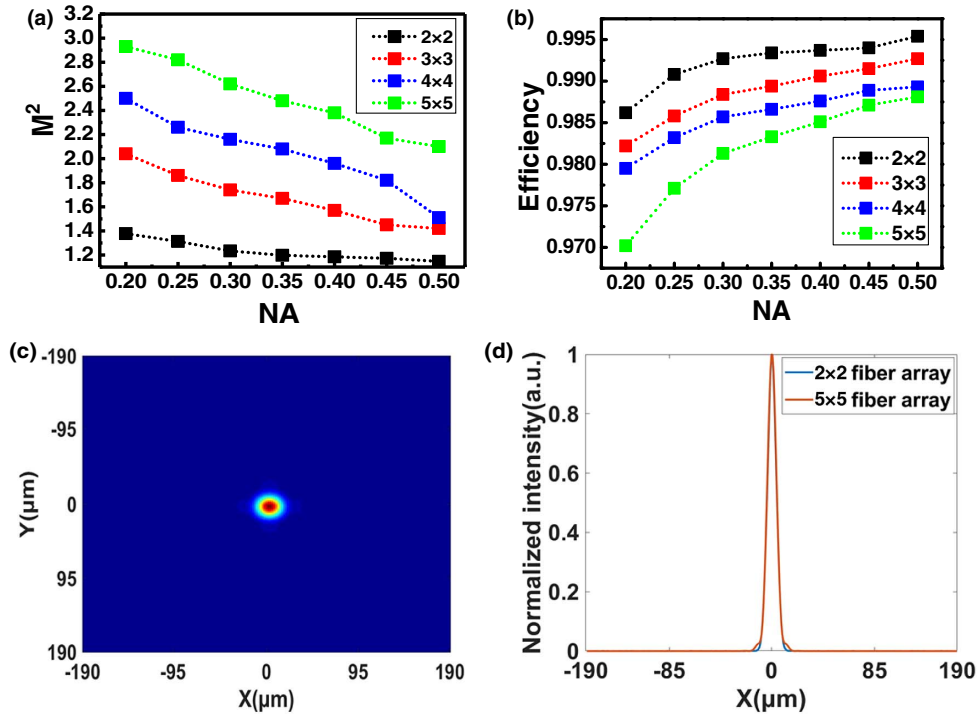 (a)
3.2
3.0
2.8
2.6
2.4
2.2
2.0
1.8
1.6
1.4
1.2
M²
2×2
3×3
4×4
5×5
0.20 0.25 0.30 0.35 0.40 0.45 0.50
NA
(b)
0.995
0.990
0.985
0.980
0.975
0.970
Efficiency
2×2
3×3
4×4
5×5
0.20 0.25 0.30 0.35 0.40 0.45 0.50
NA
(c)
-190
-95
0
95
190
Y(μm)
-190 -95 0 95 190
X(μm)
(d)
1
0.8
0.6
0.4
0.2
0
Normalized intensity(a.u.)
2×2 fiber array
5×5 fiber array
-190 -85 0 85 190
X(μm)